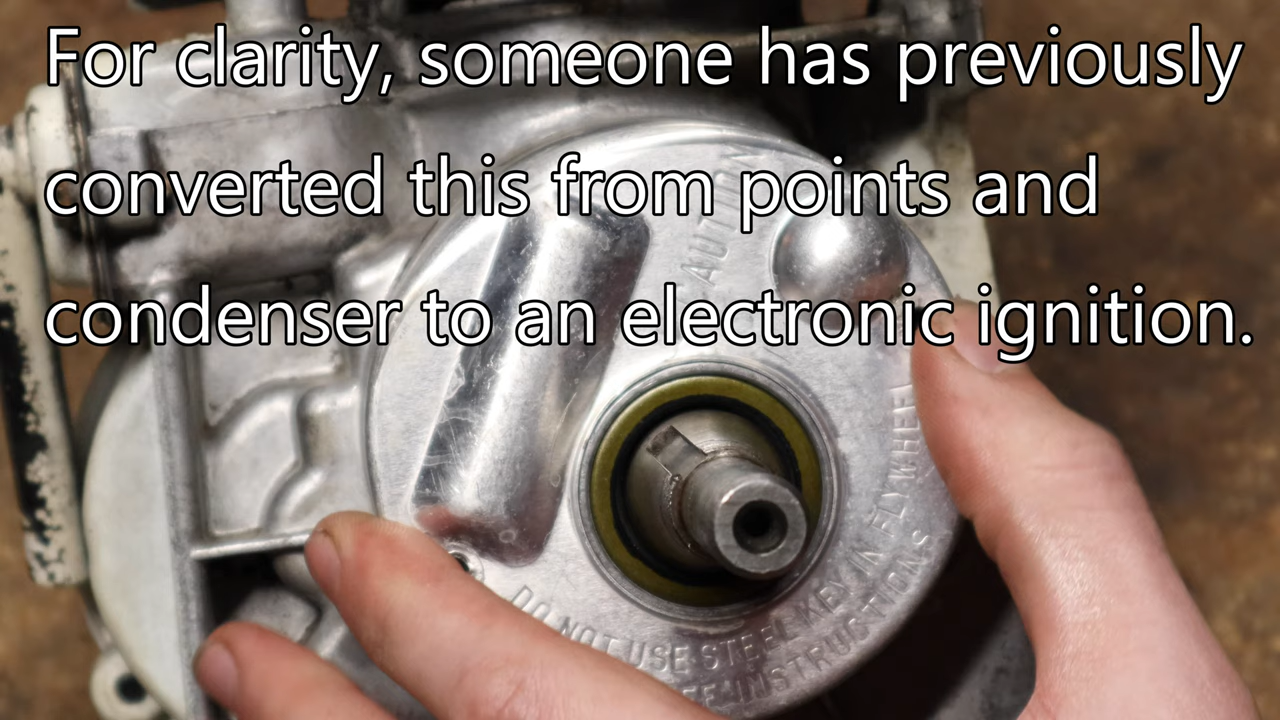 For clarity, someone has previously
converted this from points and
condenser to an electronic ignition.
DO NOT USE STEEL KEY IN FLYWHEEL
INSTRUCTIONS